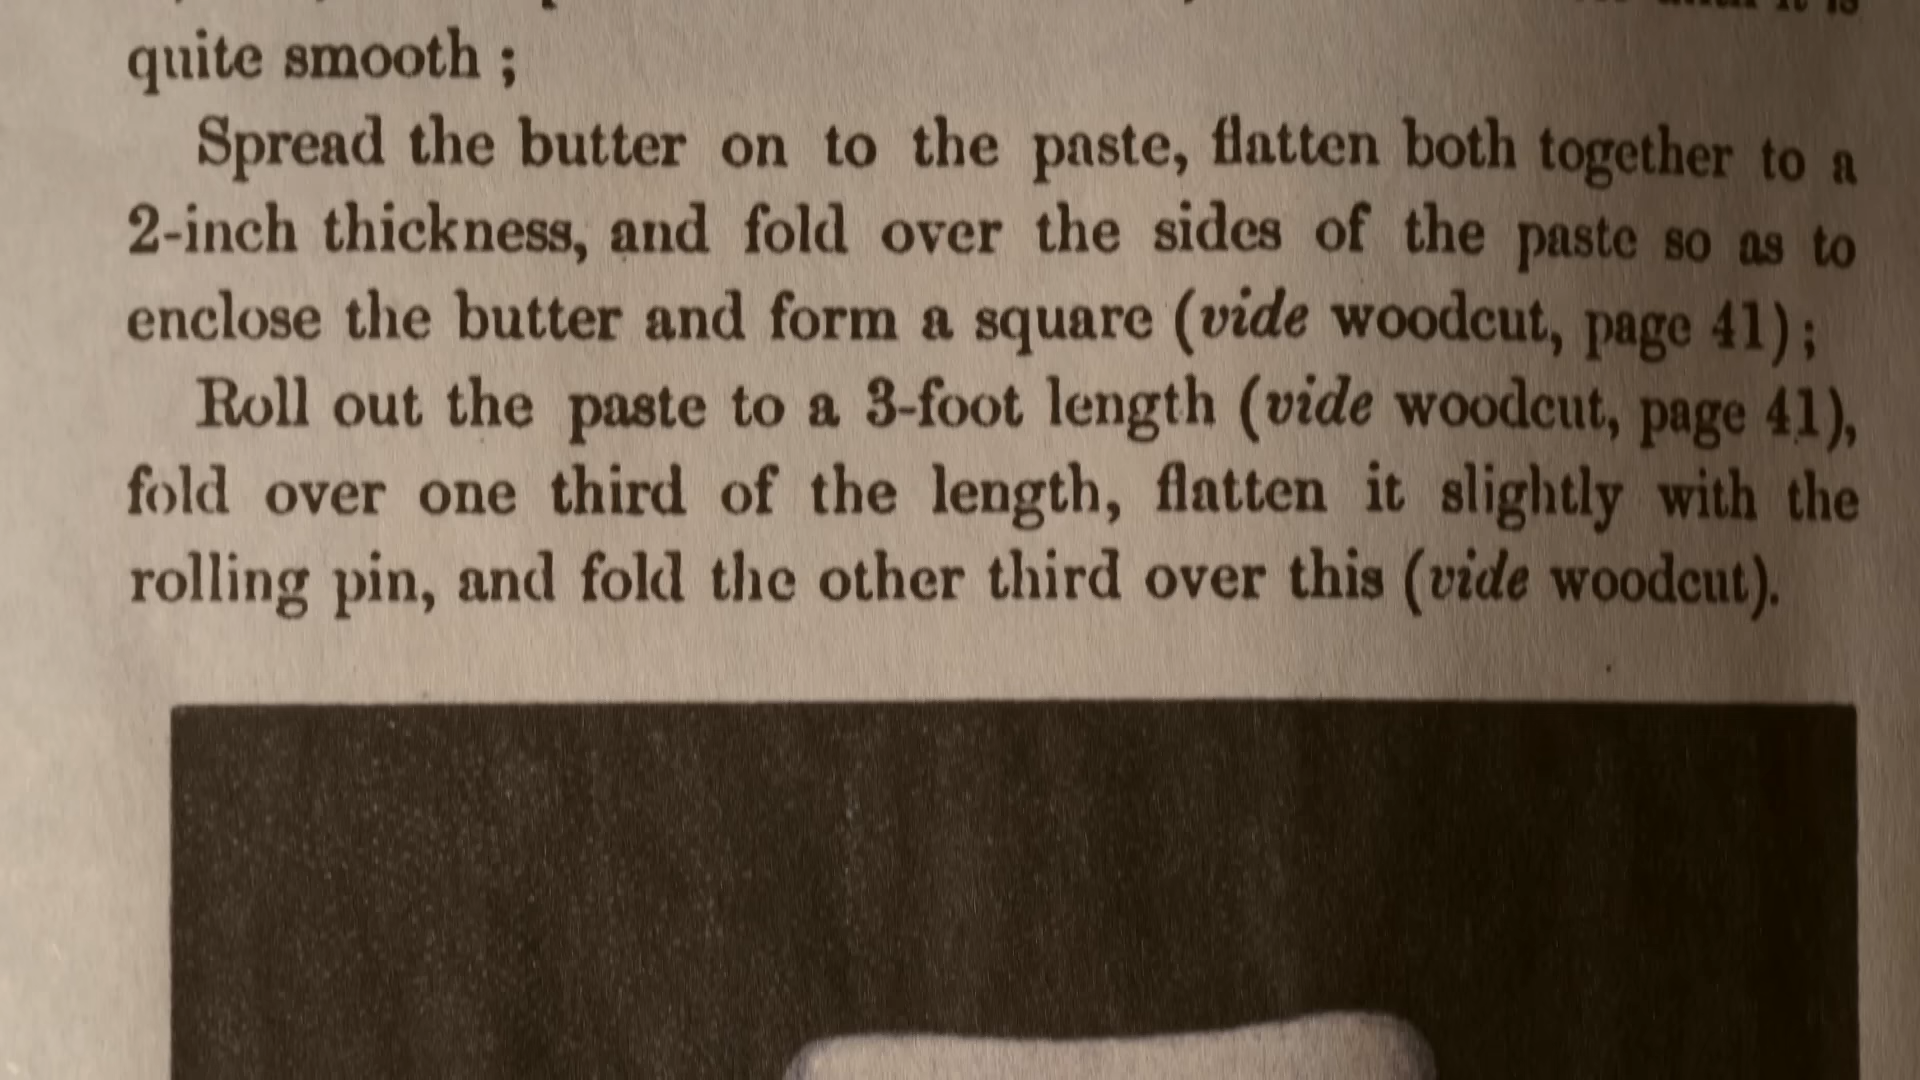 it is
quite smooth ;
Spread the butter on to the paste, flatten both together to a
2-inch thickness, and fold over the sides of the paste so as to
enclose the butter and form a square (vide woodcut, page 41) ;
Roll out the paste to a 3-foot length (vide woodcut, page 41),
fold over one third of the length, flatten it slightly with the
rolling pin, and fold the other third over this (vide woodcut).